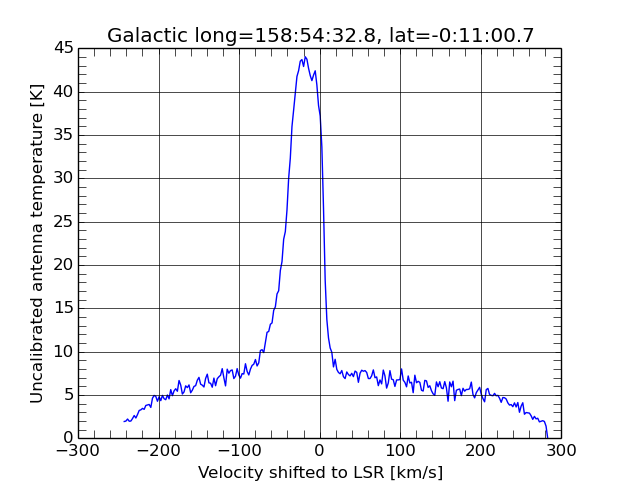 Galactic long=158:54:32.8, lat=-0:11:00.7
45
40
35
30
25
20
15
10
5
0
Uncalibrated antenna temperature [K]
−300 −200 −100 0 100 200 300
Velocity shifted to LSR [km/s]